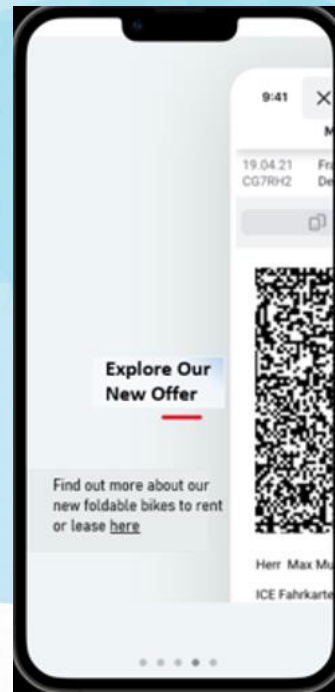 9:41
19.04.21
CG7RH2
Explore Our
New Offer
Find out more about our
new foldable bikes to rent
or lease here
Herr Max
ICE Fahrkarte